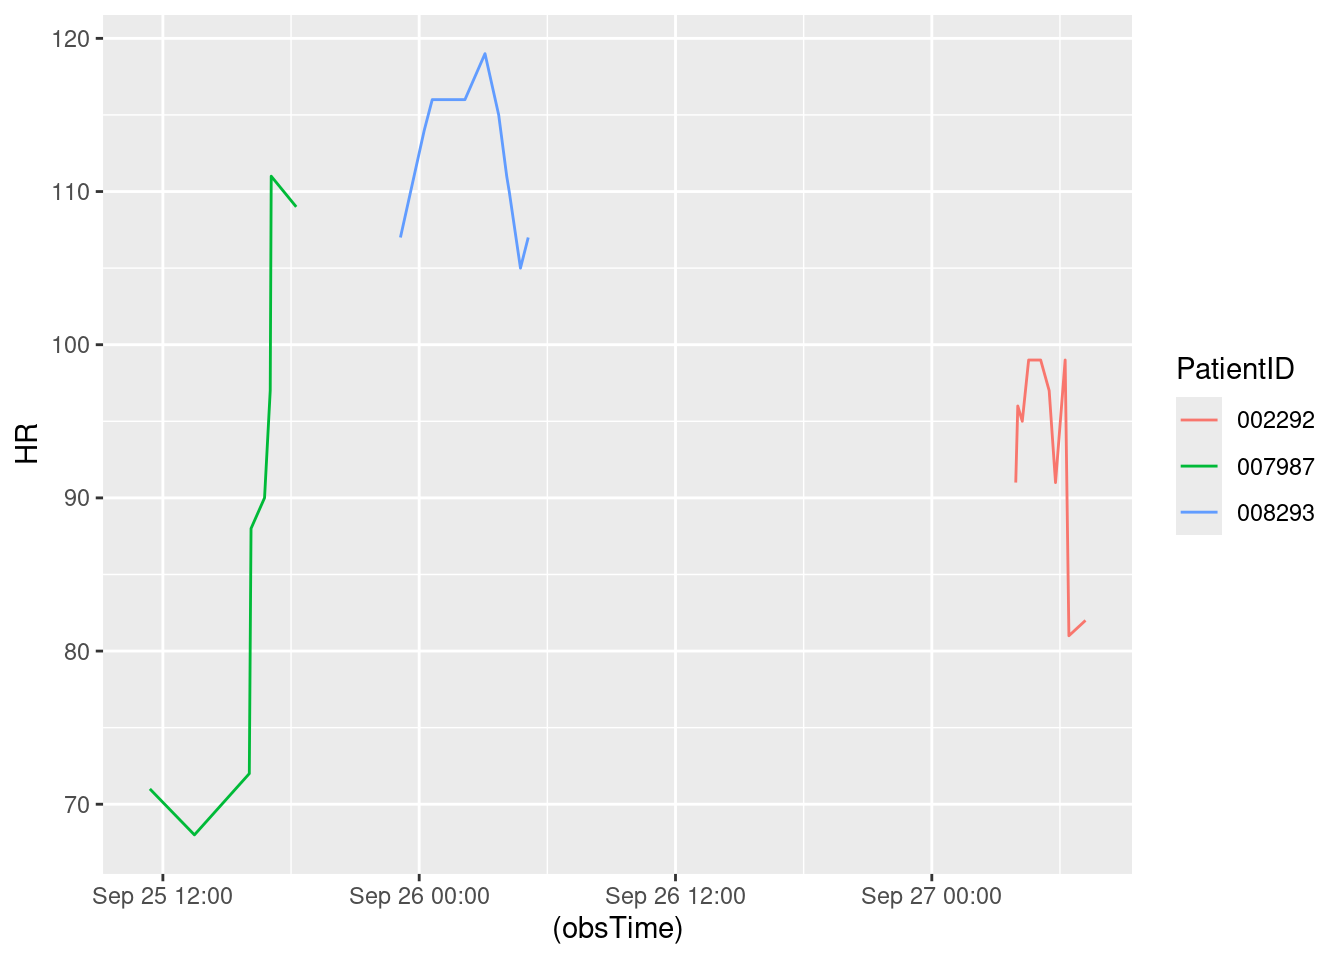 120
110
100
90
80
70
HR
Sep 25 12:00
Sep 26 00:00
Sep 26 12:00
Sep 27 00:00
(obsTime)
PatientID
002292
007987
008293